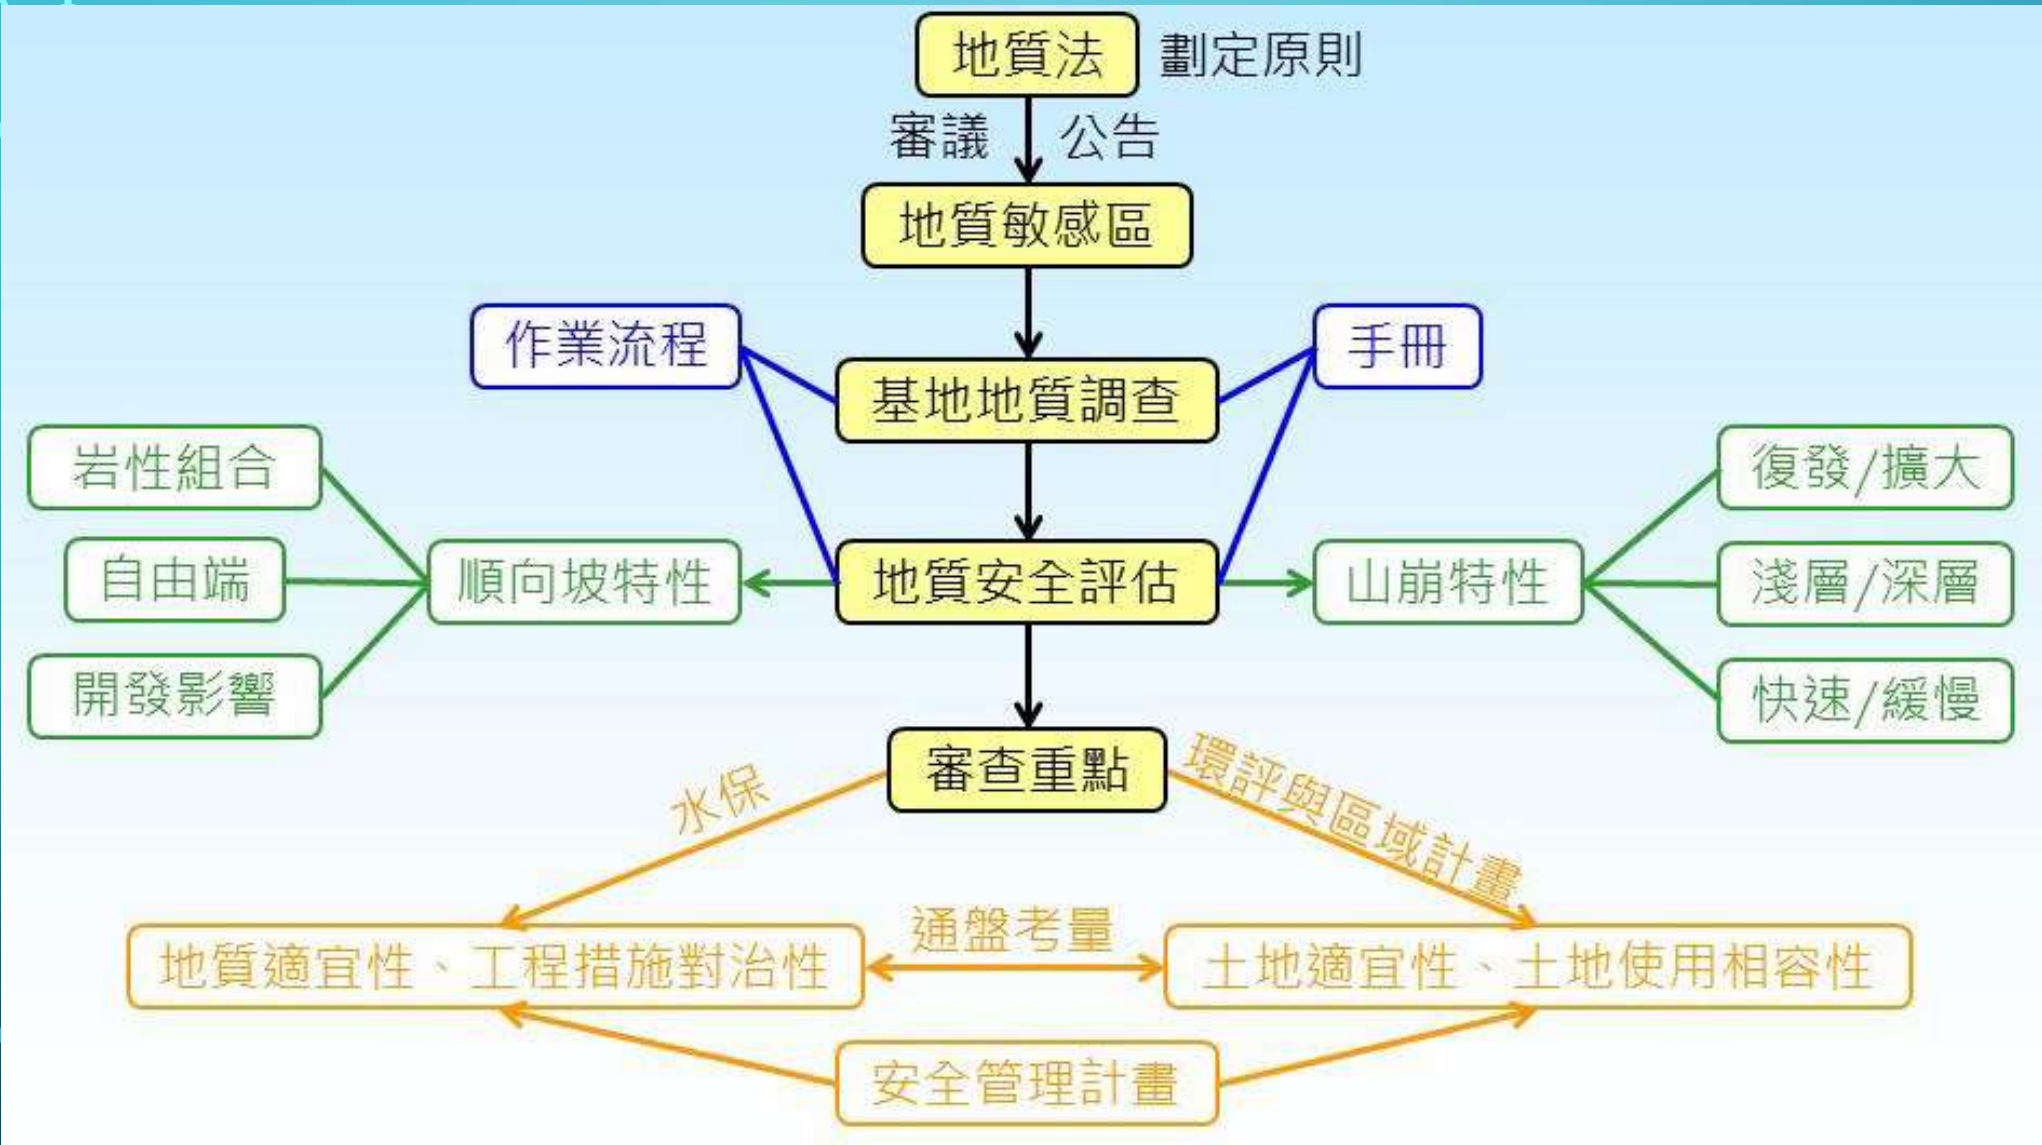 地質法
劃定原則
審議
公告
地質敏感區
作業流程
手冊
基地地質調查
岩性組合
復發/擴大
自由端
順向坡特性
地質安全評估
山崩特性
淺層/深層
開發影響
快速/緩慢
審查重點
水保
環評與區域計畫
通盤考量
地質適宜性、工程措施對治性
土地適宜性、土地使用相容性
安全管理計畫